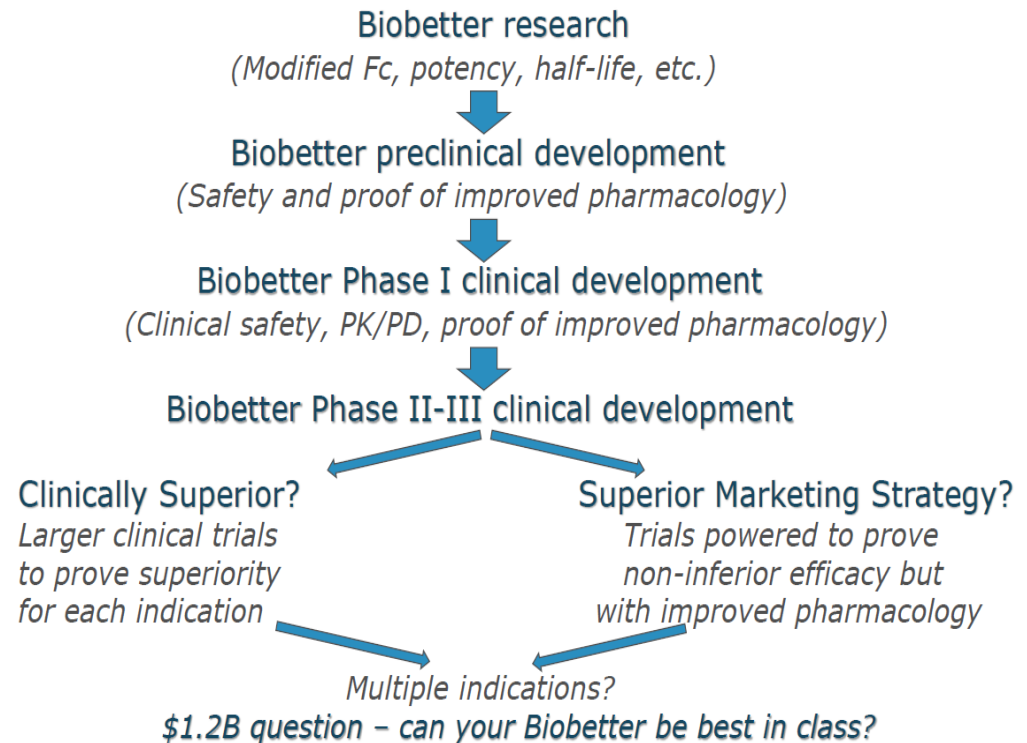 Biobetter research
(Modified Fc, potency, half-life, etc.)
Biobetter preclinical development
(Safety and proof of improved pharmacology)
Biobetter Phase I clinical development
(Clinical safety, PK/PD, proof of improved pharmacology)
Biobetter Phase II-III clinical development
Clinically Superior?
Larger clinical trials
to prove superiority
for each indication
Superior Marketing Strategy?
Trials powered to prove
non-inferior efficacy but
with improved pharmacology
Multiple indications?
$1.2B question – can your Biobetter be best in class?